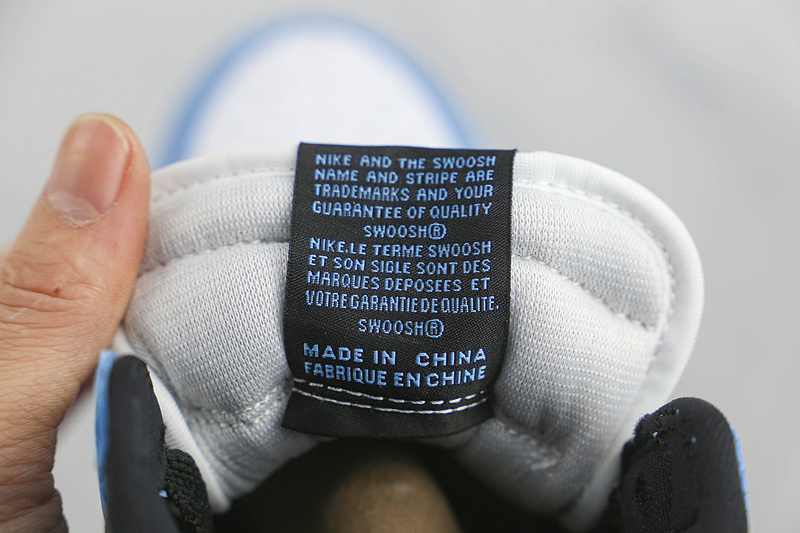 NIKE AND THE SWOOSH
NAME AND STRIPE ARE
TRADEMARKS AND YOUR
GUARANTEE OF QUALITY
SWOOSH®
NIKE.LE TERME SWOOSH
ET SON SIGLE SONT DES
MARQUES DEPOSEES ET
VOTRE GARANTIE DE QUALITE.
SWOOSH®
MADE IN CHINA
FABRIQUE EN CHINE